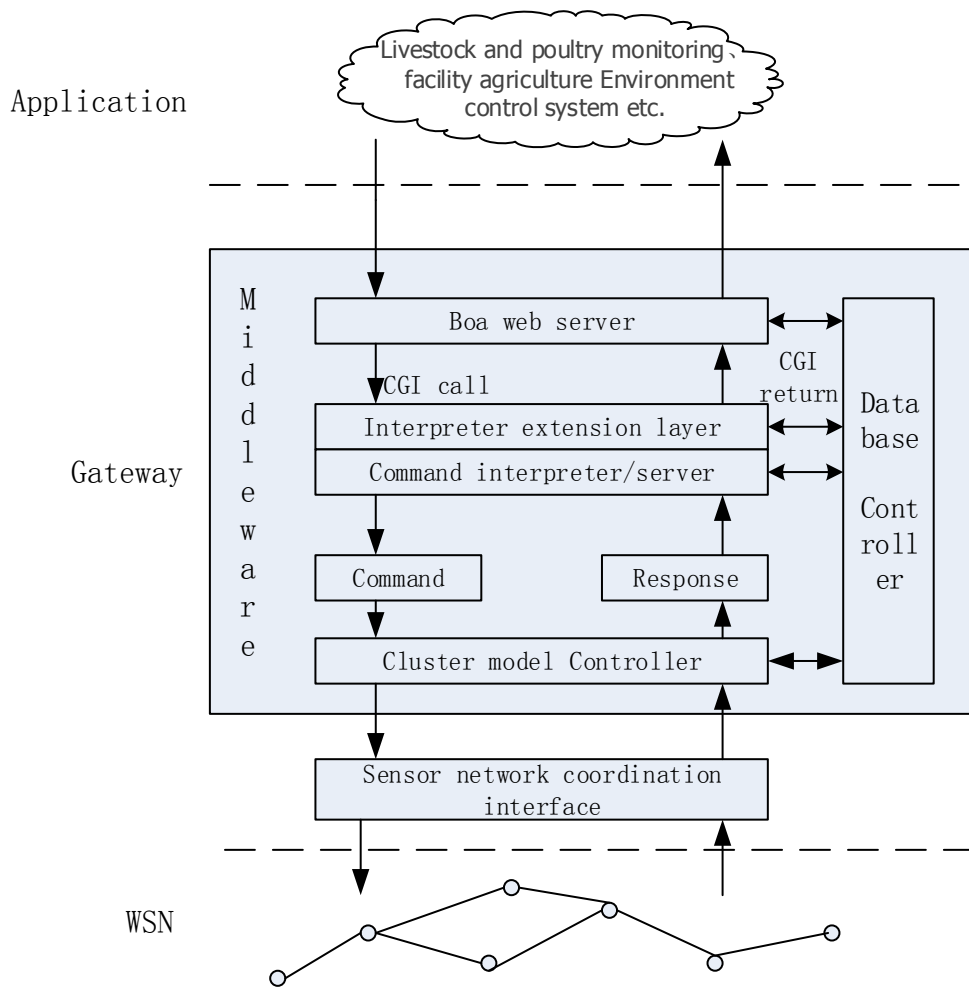 Livestock and poultry monitoring、
facility agriculture Environment
control system etc.
Application
M
i
d
d
l
e
w
a
r
e
Boa web server
CGI call
CGI
return
Interpreter extension layer
Command interpreter/server
Data
base
Cont
roll
er
Gateway
Command
Response
Cluster model Controller
Sensor network coordination
interface
WSN